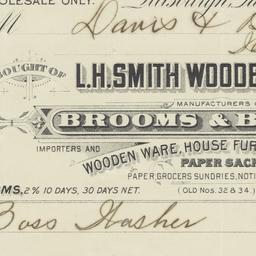 HOLESALE ONLY.
M Davis &
BOUGHT OF
L.H. SMITH WOODE
MANUFACTURERS O
BROOMS & B
IMPORTERS AND
WOODEN WARE, HOUSE FUR
PAPER SACK
PAPER, GROCERS SUNDRIES, NOTI
MS, 2% 10 DAYS, 30 DAYS NET.
(OLD NOS. 32 & 34.)
Boss Washer